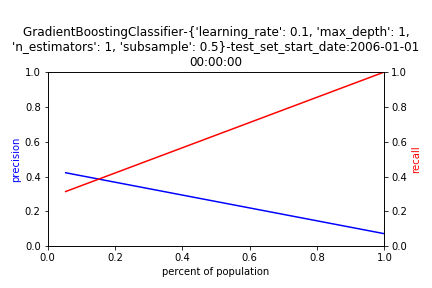 GradientBoostingClassifier-{'learning_rate': 0.1, 'max_depth': 1,
'n_estimators': 1, 'subsample': 0.5}-test_set_start_date:2006-01-01
00:00:00
1.0
0.8
0.6
0.4
0.2
0.0
precision
1.0
0.8
0.6
0.4
0.2
0.0
recall
0.0 0.2 0.4 0.6 0.8 1.0
percent of population